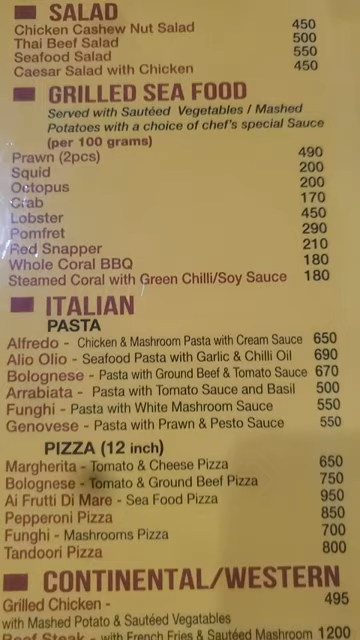 SALAD
Chicken Cashew Nut Salad 450
Thai Beef Salad 500
Seafood Salad 550
Caesar Salad with Chicken 450
GRILLED SEA FOOD
Served with Sautéed Vegetables / Mashed
Potatoes with a choice of chef's special Sauce
(per 100 grams)
Prawn (2pcs) 490
Squid 200
Octopus 200
Crab 170
Lobster 450
Pomfret 290
Red Snapper 210
Whole Coral BBQ 180
Steamed Coral with Green Chilli/Soy Sauce 180
ITALIAN
PASTA
Alfredo - Chicken & Mushroom Pasta with Cream Sauce 650
Alio Olio - Seafood Pasta with Garlic & Chilli Oil 690
Bolognese - Pasta with Ground Beef & Tomato Sauce 670
Arrabiata - Pasta with Tomato Sauce and Basil 500
Funghi - Pasta with White Mashroom Sauce 550
Genovese - Pasta with Prawn & Pesto Sauce 550
PIZZA (12 inch)
Margherita - Tomato & Cheese Pizza 650
Bolognese - Tomato & Ground Beef Pizza 750
Ai Frutti Di Mare - Sea Food Pizza 950
Pepperoni Pizza 850
Funghi - Mashrooms Pizza 700
Tandoori Pizza 800
CONTINENTAL/WESTERN
Grilled Chicken - 495
with Mashed Potato & Sautéed Vegatables
Beef Steak - with French Fries & Sautéed Mashroom 1200